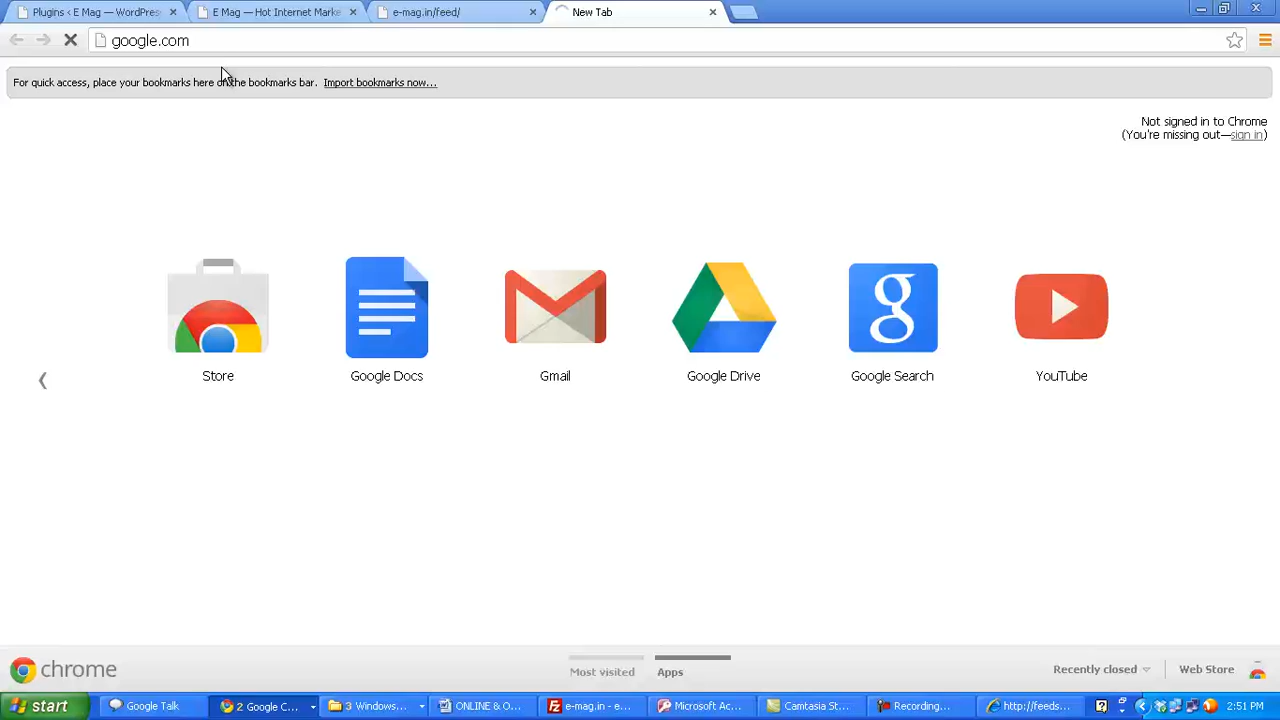 Plugins ‹ E Mag — WordPres
E Mag — Hot Internet Marke
e-mag.in/feed/
New Tab
google.com
For quick access, place your bookmarks here on the bookmarks bar. Import bookmarks now...
Not signed in to Chrome
(You're missing out—sign in)
Store
Google Docs
Gmail
Google Drive
Google Search
YouTube
chrome
Most visited
Apps
Recently closed
Web Store
start
Google Talk
2 Google C...
3 Windows...
ONLINE & O...
e-mag.in - e...
Microsoft Ac...
Camtasia St...
Recording...
http://feeds...
2:51 PM